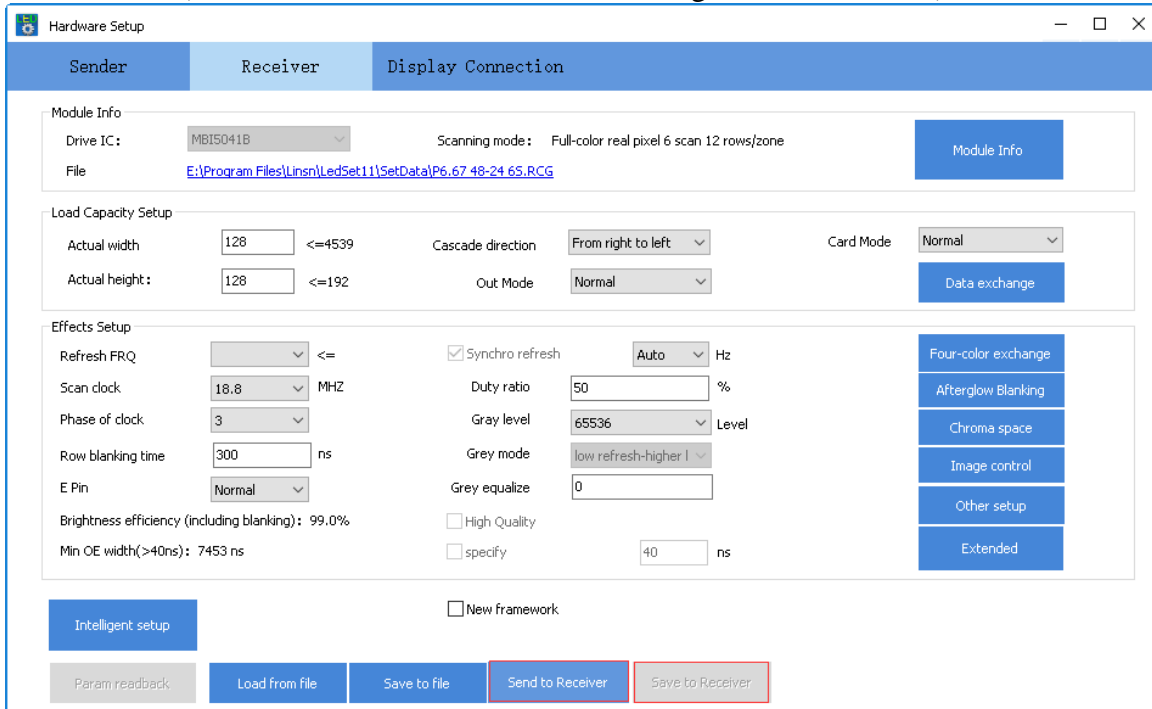 Hardware Setup
Sender Receiver Display Connection
Module Info
Drive IC: MBI5041B Scanning mode: Full-color real pixel 6 scan 12 rows/zone Module Info
File E:\Program Files\Linsn\LedSet11\SetData\P6.67 48-24 6S.RCG
Load Capacity Setup
Actual width 128 <=4539 Cascade direction From right to left Card Mode Normal
Actual height: 128 <=192 Out Mode Normal Data exchange
Effects Setup
Refresh FRQ <= Synchro refresh Auto Hz Four-color exchange
Scan clock 18.8 MHZ Duty ratio 50 % Afterglow Blanking
Phase of clock 3 Gray level 65536 Level Chroma space
Row blanking time 300 ns Grey mode low refresh-higher l Image control
E Pin Normal Grey equalize 0 Other setup
Brightness efficiency (including blanking): 99.0% High Quality
Min OE width(>40ns): 7453 ns specify 40 ns Extended
Intelligent setup New framework
Param readback Load from file Save to file Send to Receiver Save to Receiver